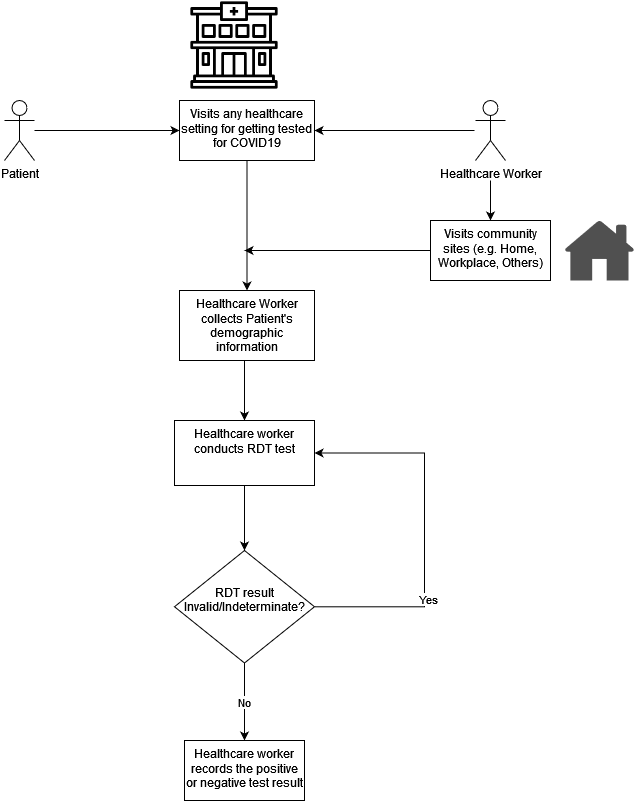 Visits any healthcare
setting for getting tested
for COVID19
Patient
Healthcare Worker
Visits community
sites (e.g. Home,
Workplace, Others)
Healthcare Worker
collects Patient's
demographic
information
Healthcare worker
conducts RDT test
RDT result
Invalid/Indeterminate?
Yes
No
Healthcare worker
records the positive
or negative test result